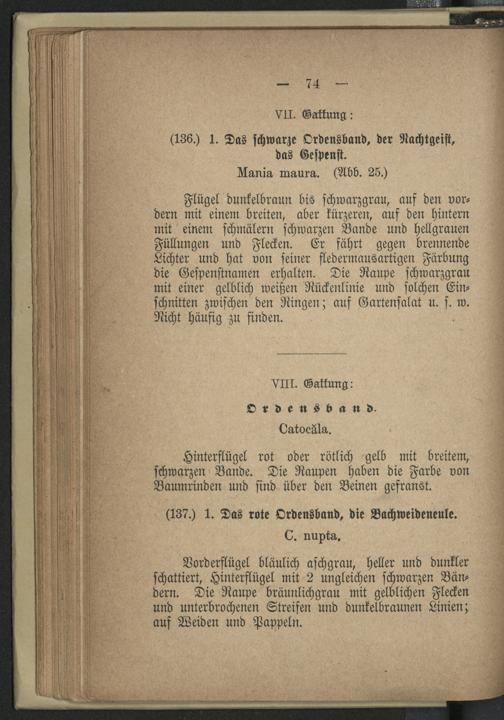 — 74 —
VII. Gattung:
(136.) 1. Das schwarze Ordensband, der Nachtgeist,
das Gespenst.
Mania maura. (Abb. 25.)
Flügel dunkelbraun bis schwarzgrau, auf den vor-
dern mit einem breiten, aber kürzeren, auf den hintern
mit einem schmälern schwarzen Bande und hellgrauen
Füllungen und Flecken. Er fährt gegen brennende
Lichter und hat von seiner fledermausartigen Färbung
die Gespenstnamen erhalten. Die Raupe schwarzgrau
mit einer gelblich weißen Rückenlinie und solchen Ein-
schnitten zwischen den Ringen; auf Gartensalat u. s. w.
Nicht häufig zu finden.
VIII. Gattung:
Ordensband.
Catocăla.
Hinterflügel rot oder rötlich gelb mit breitem,
schwarzen Bande. Die Raupen haben die Farbe von
Baumrinden und sind über den Beinen gefranst.
(137.) 1. Das rote Ordensband, die Bachweideneule.
C. nupta.
Vorderflügel bläulich aschgrau, heller und dunkler
schattiert, Hinterflügel mit 2 ungleichen schwarzen Bän-
dern. Die Raupe bräunlichgrau mit gelblichen Flecken
und unterbrochenen Streifen und dunkelbraunen Linien;
auf Weiden und Pappeln.